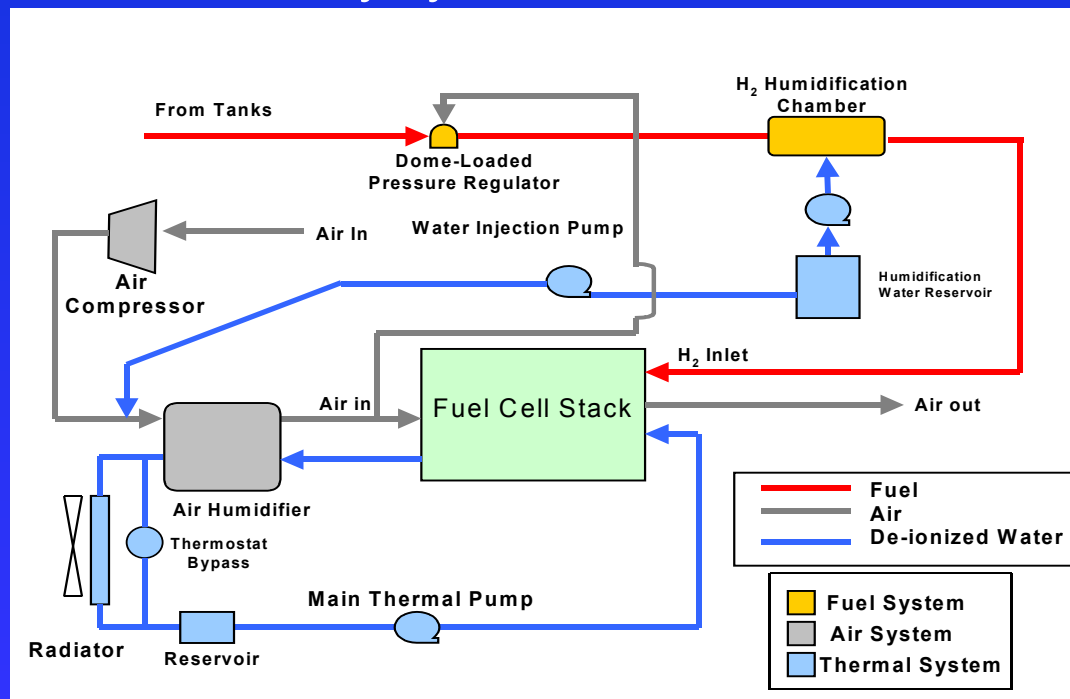 H2 Humidification
Chamber
From Tanks
Dome-Loaded
Pressure Regulator
Air In
Water Injection Pump
Air
Compressor
Humidification
Water Reservoir
H2 Inlet
Air in
Fuel Cell Stack
Air out
Air Humidifier
Thermostat
Bypass
Main Thermal Pump
Radiator
Reservoir
Fuel
Air
De-ionized Water
Fuel System
Air System
Thermal System